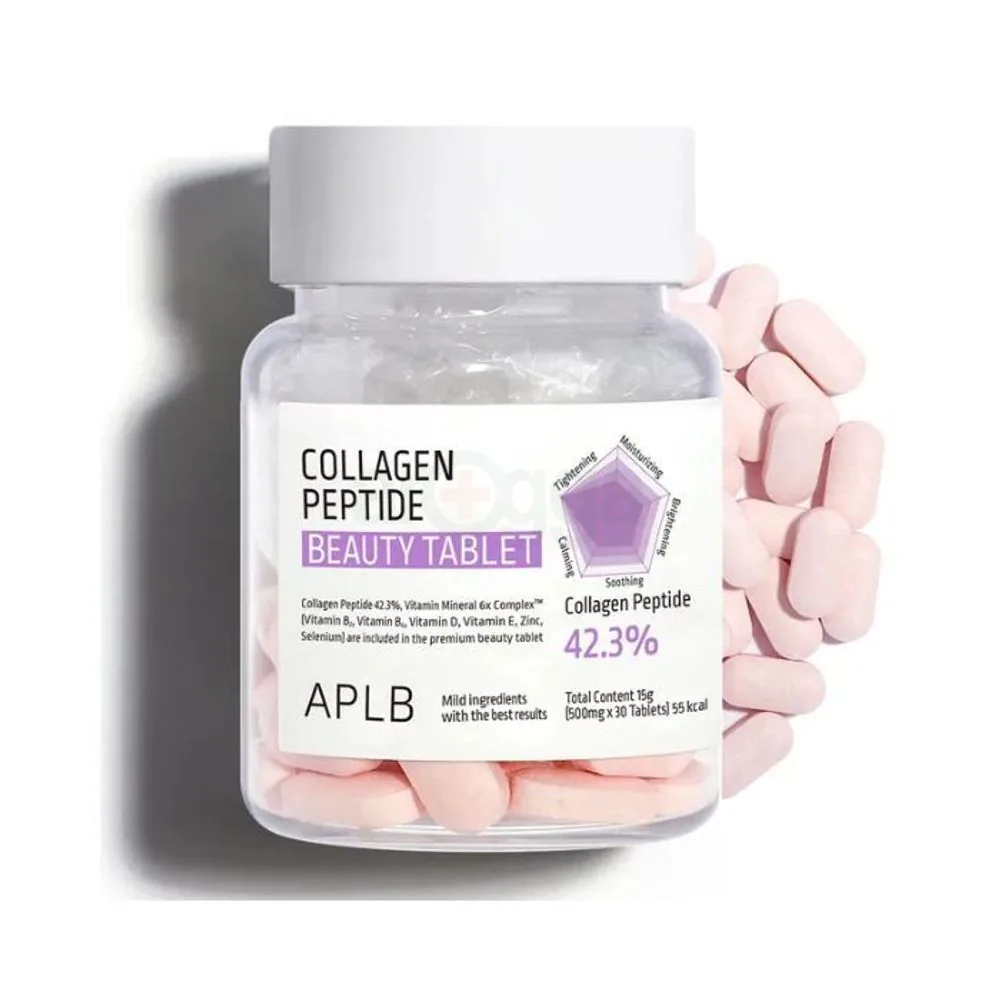 COLLAGEN
PEPTIDE
BEAUTY TABLET
Collagen Peptide 42.3%, Vitamin Mineral 6x Complex™
(Vitamin B₂, Vitamin B₆, Vitamin D, Vitamin E, Zinc,
Selenium) are included in the premium beauty tablet
APLB
Mild ingredients
with the best results
Tightening
Moisturizing
Brightening
Calming
Soothing
Collagen Peptide
42.3%
Total Content 15g
(500mg x 30 Tablets) 55 kcal